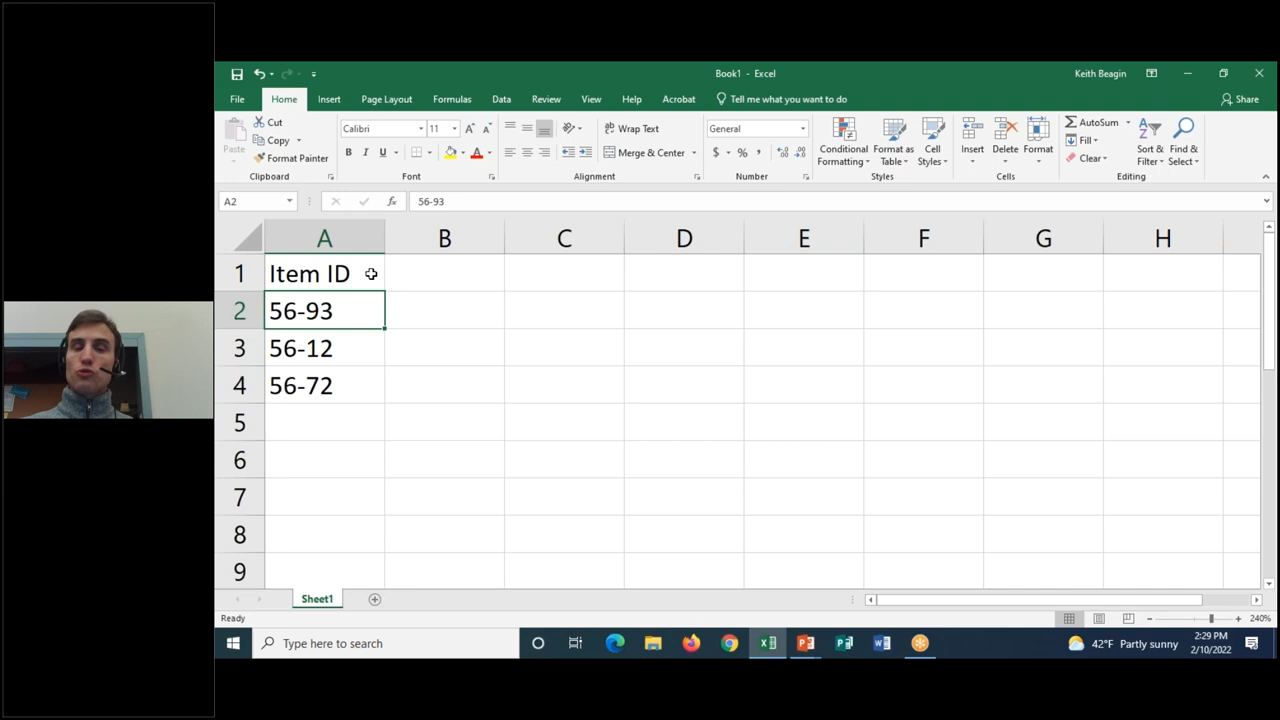 Book1 - Excel
Keith Beagin
File Home Insert Page Layout Formulas Data Review View Help Acrobat Tell me what you want to do Share
Paste
Cut
Copy
Format Painter
Clipboard
Calibri 11
B I U A
Font
Wrap Text
Merge & Center
Alignment
General
$ % ,
Number
Conditional Formatting
Format as Table
Cell Styles
Styles
Insert Delete Format
Cells
AutoSum
Fill
Clear
Sort & Filter
Find & Select
Editing
A2 fx 56-93
A B C D E F G H
1 Item ID
2 56-93
3 56-12
4 56-72
5
6
7
8
9
Sheet1
Ready 240%
Type here to search 42°F Partly sunny 2:29 PM
2/10/2022